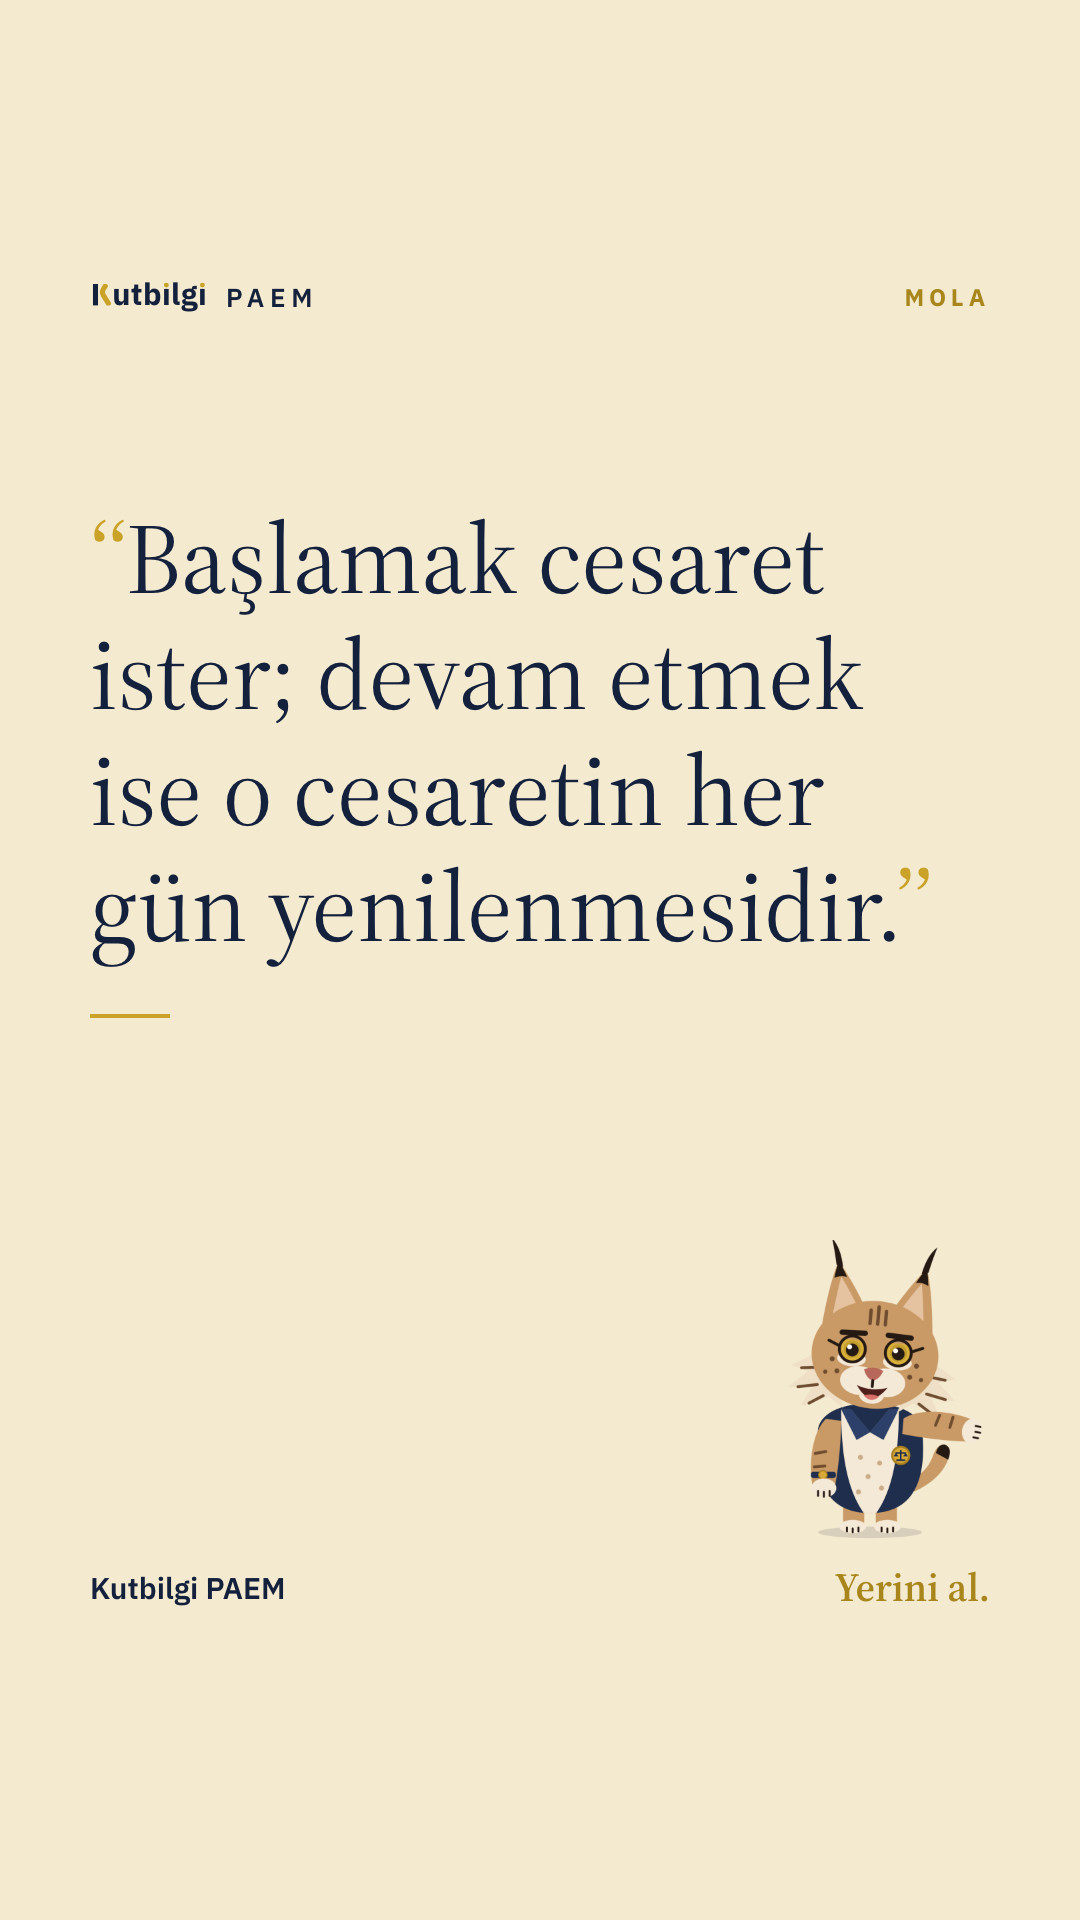 Kutbilgi PAEM
MOLA
“Başlamak cesaret
ister; devam etmek
ise o cesaretin her
gün yenilenmesidir.”
Kutbilgi PAEM
Yerini al.